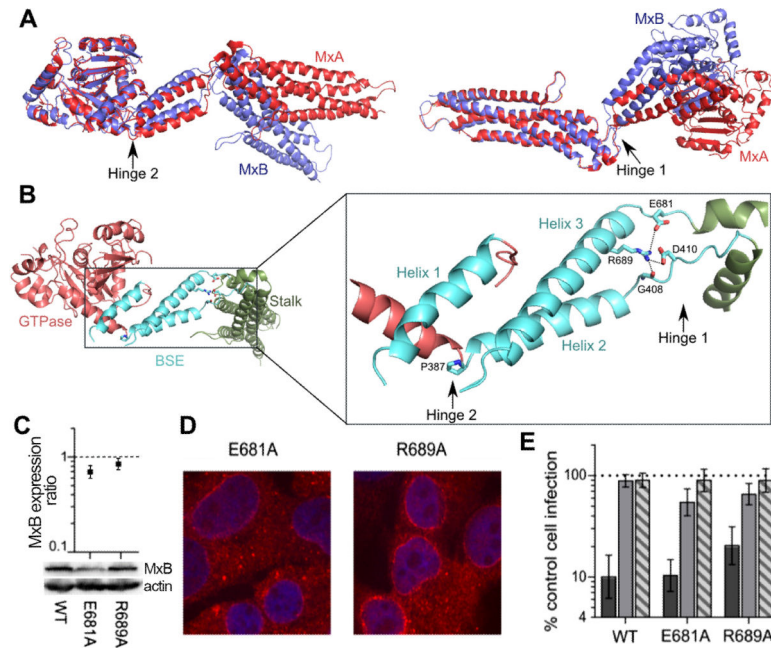 A
MxA
MxB
Hinge 2
MxB
Hinge 1
MxA
B
GTPase
BSE
Stalk
Helix 1
Helix 3
E681
R689
D410
G408
Helix 2
Hinge 1
P387
Hinge 2
C
MxB expression
ratio
1
0.1
MxB
actin
WT
E681A
R689A
D
E681A
R689A
E
% control cell infection
100
10
4
WT
E681A
R689A